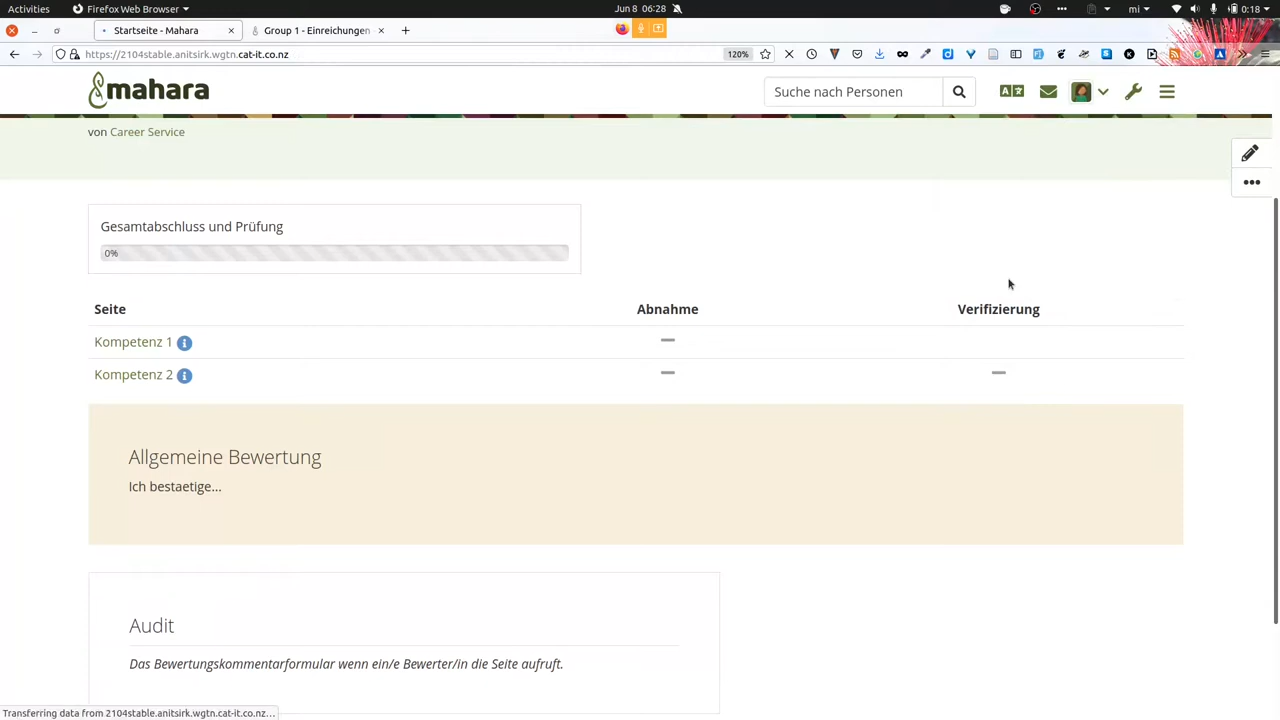 Activities Firefox Web Browser Jun 8 06:28 mi 0:18
Startseite - Mahara Group 1 - Einreichungen
https://2104stable.anitsirk.wgtn.cat-it.co.nz 120%
mahara Suche nach Personen
von Career Service
Gesamtabschluss und Prüfung
0%
Seite Abnahme Verifizierung
Kompetenz 1
Kompetenz 2
Allgemeine Bewertung
Ich bestaetige...
Audit
Das Bewertungskommentarformular wenn ein/e Bewerter/in die Seite aufruft.
Transferring data from 2104stable.anitsirk.wgtn.cat-it.co.nz...